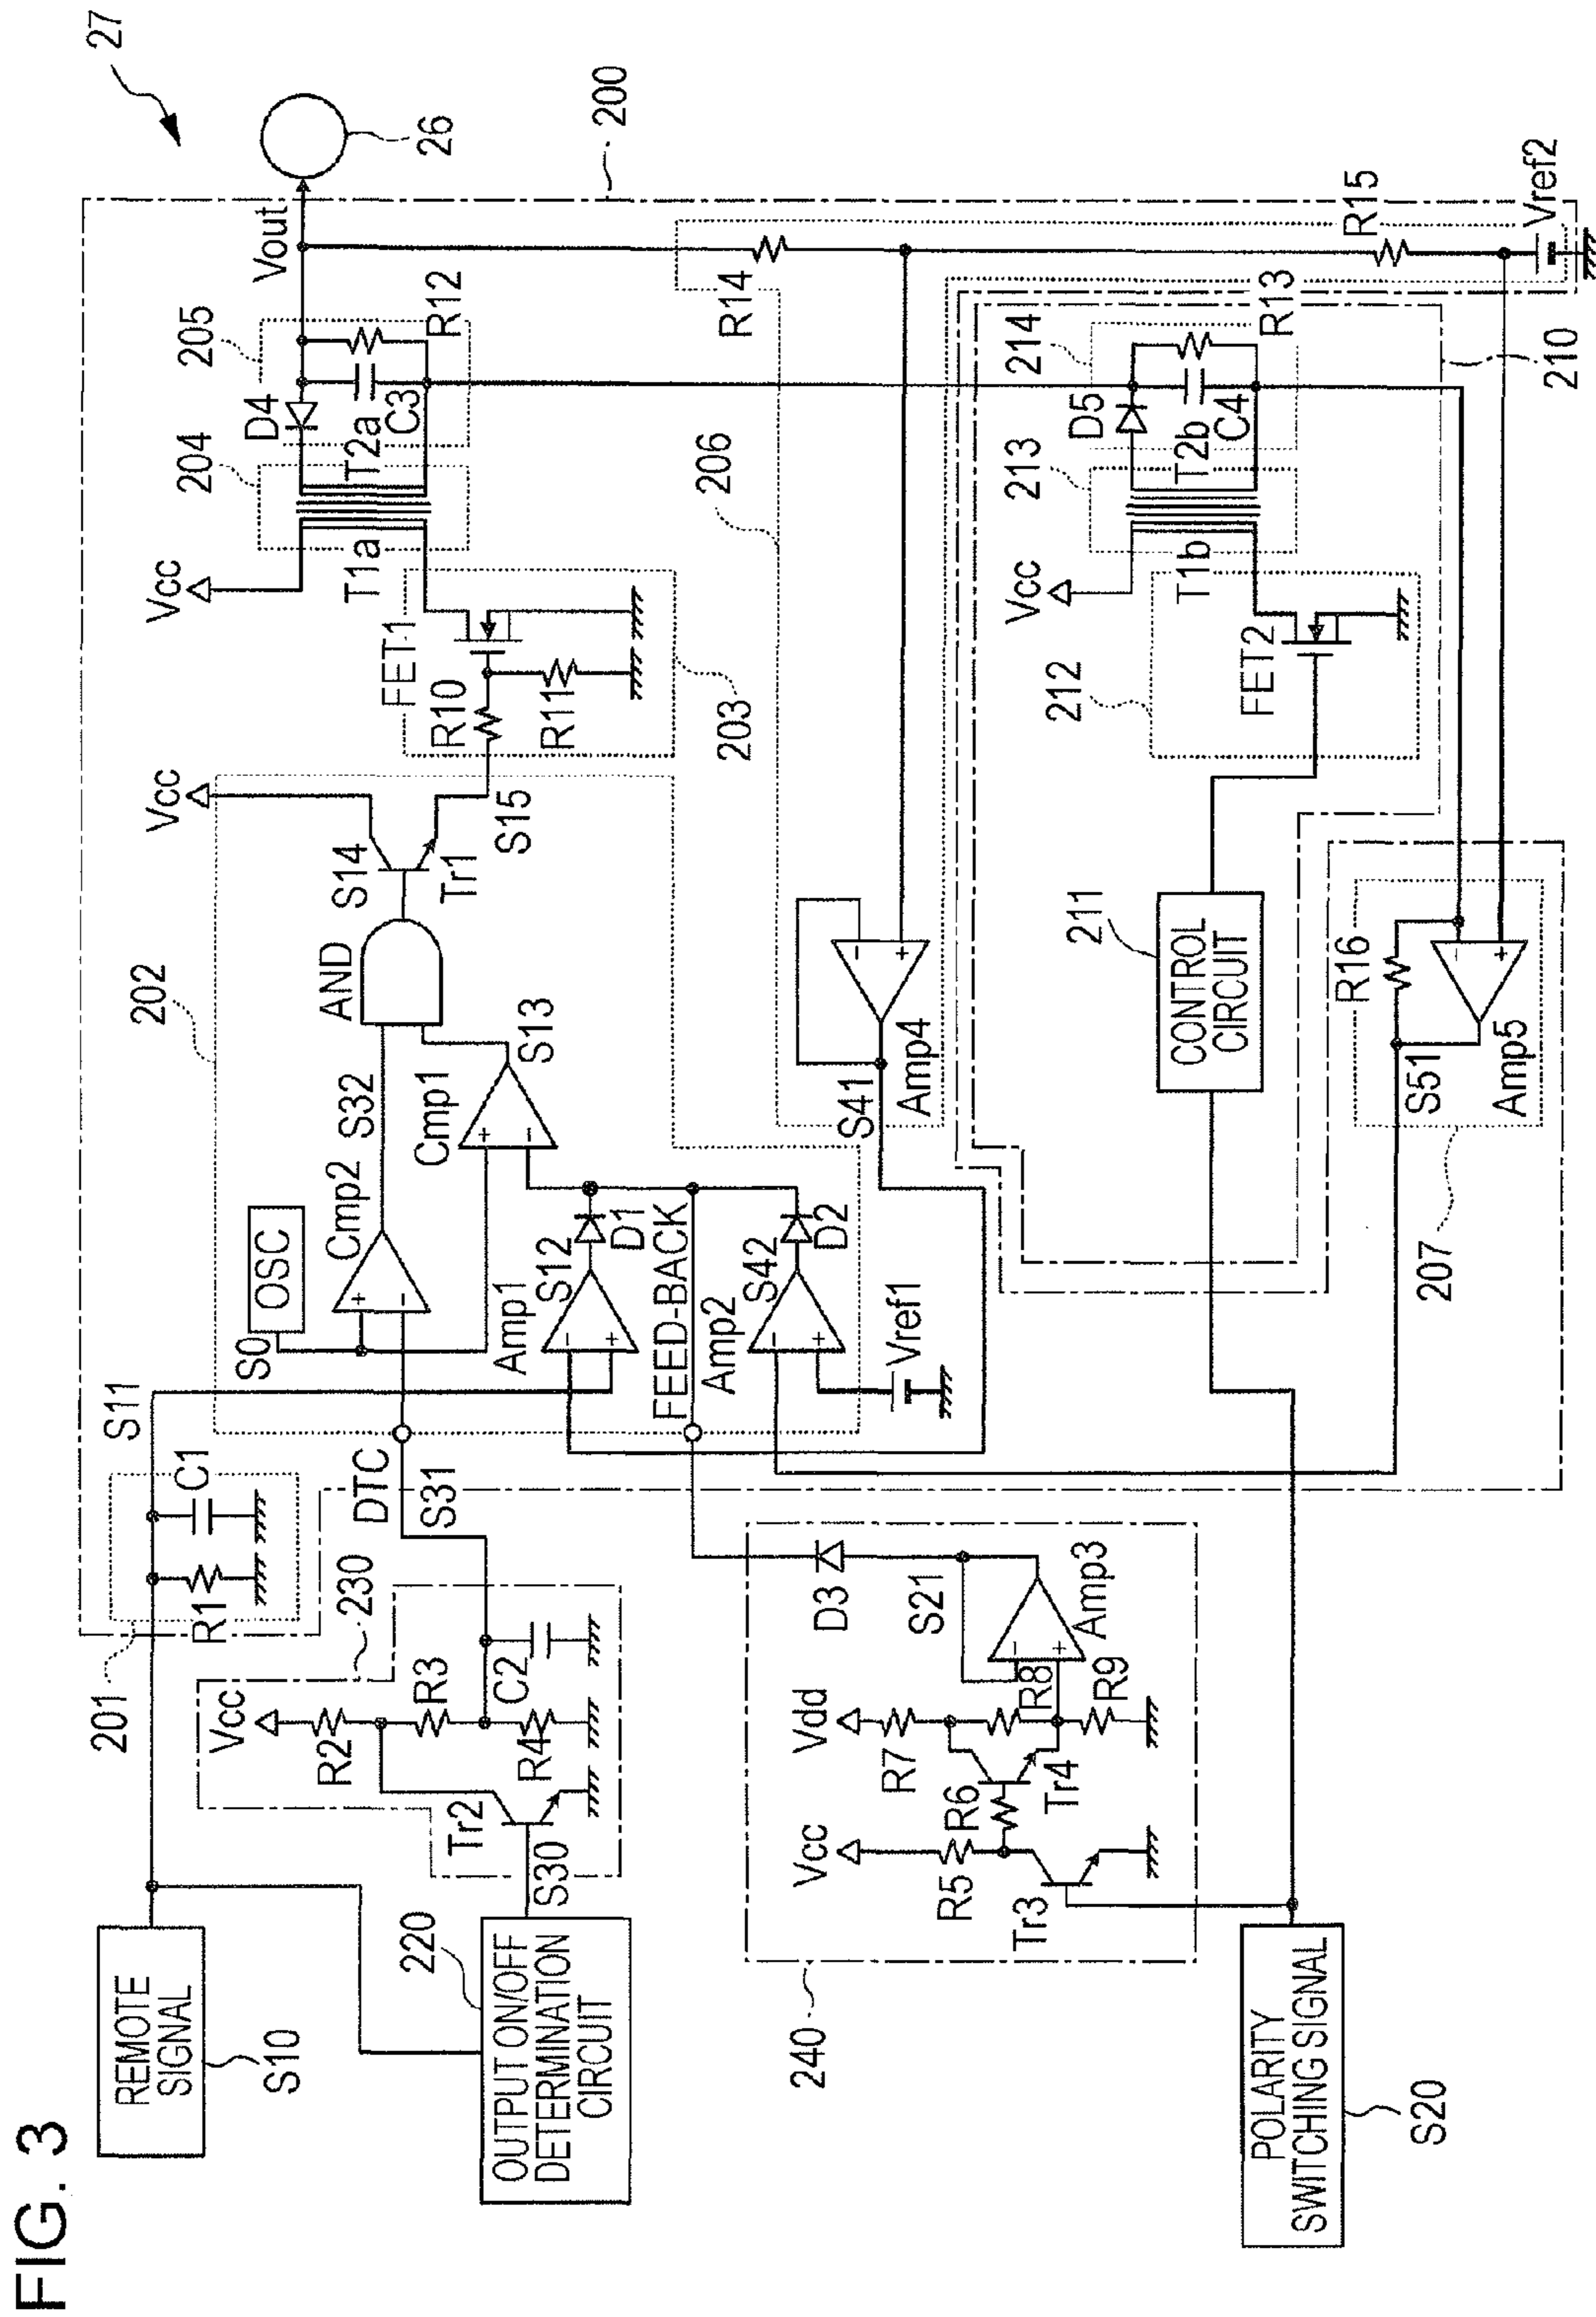 FIG. 3
27
REMOTE
SIGNAL
S10
201
R1
C1
S11
OUTPUT ON/OFF
DETERMINATION
CIRCUIT
220
S30
Tr2
Vcc
R2
R3
R4
C2
230
DTC
S31
S0
OSC
202
Cmp2
S32
+
−
AND
S14
Tr1
Vcc
S15
Cmp1
S13
+
−
Amp1
S12
D1
−
+
FEED-BACK
Amp2
S42
D2
−
+
Vref1
FET1
R10
R11
203
Vcc
T1a
204
T2a
D4
205
C3
R12
Vout
26
200
206
R14
R15
Vref2
S41
Amp4
−
+
240
Vcc
R5
R6
Tr3
Vdd
R7
R8
R9
Tr4
Amp3
−
+
S21
D3
POLARITY
SWITCHING SIGNAL
S20
211
CONTROL
CIRCUIT
212
FET2
Vcc
T1b
213
T2b
D5
214
C4
R13
210
207
R16
S51
Amp5
−
+